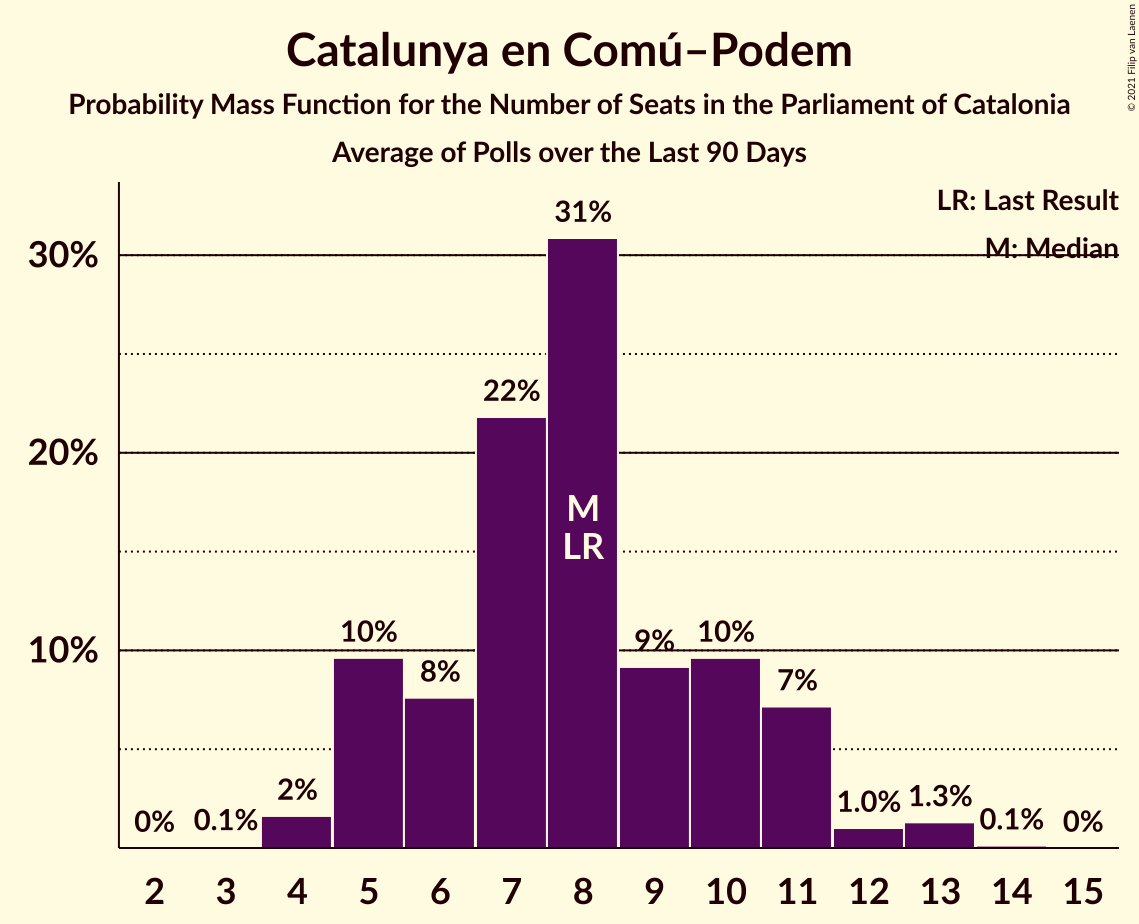 Catalunya en Comú–Podem
Probability Mass Function for the Number of Seats in the Parliament of Catalonia
Average of Polls over the Last 90 Days
© 2021 Filip van Laenen
LR: Last Result
M: Median
30%
20%
10%
0%
0.1%
2%
10%
8%
22%
31%
9%
10%
7%
1.0%
1.3%
0.1%
0%
M
LR
2 3 4 5 6 7 8 9 10 11 12 13 14 15